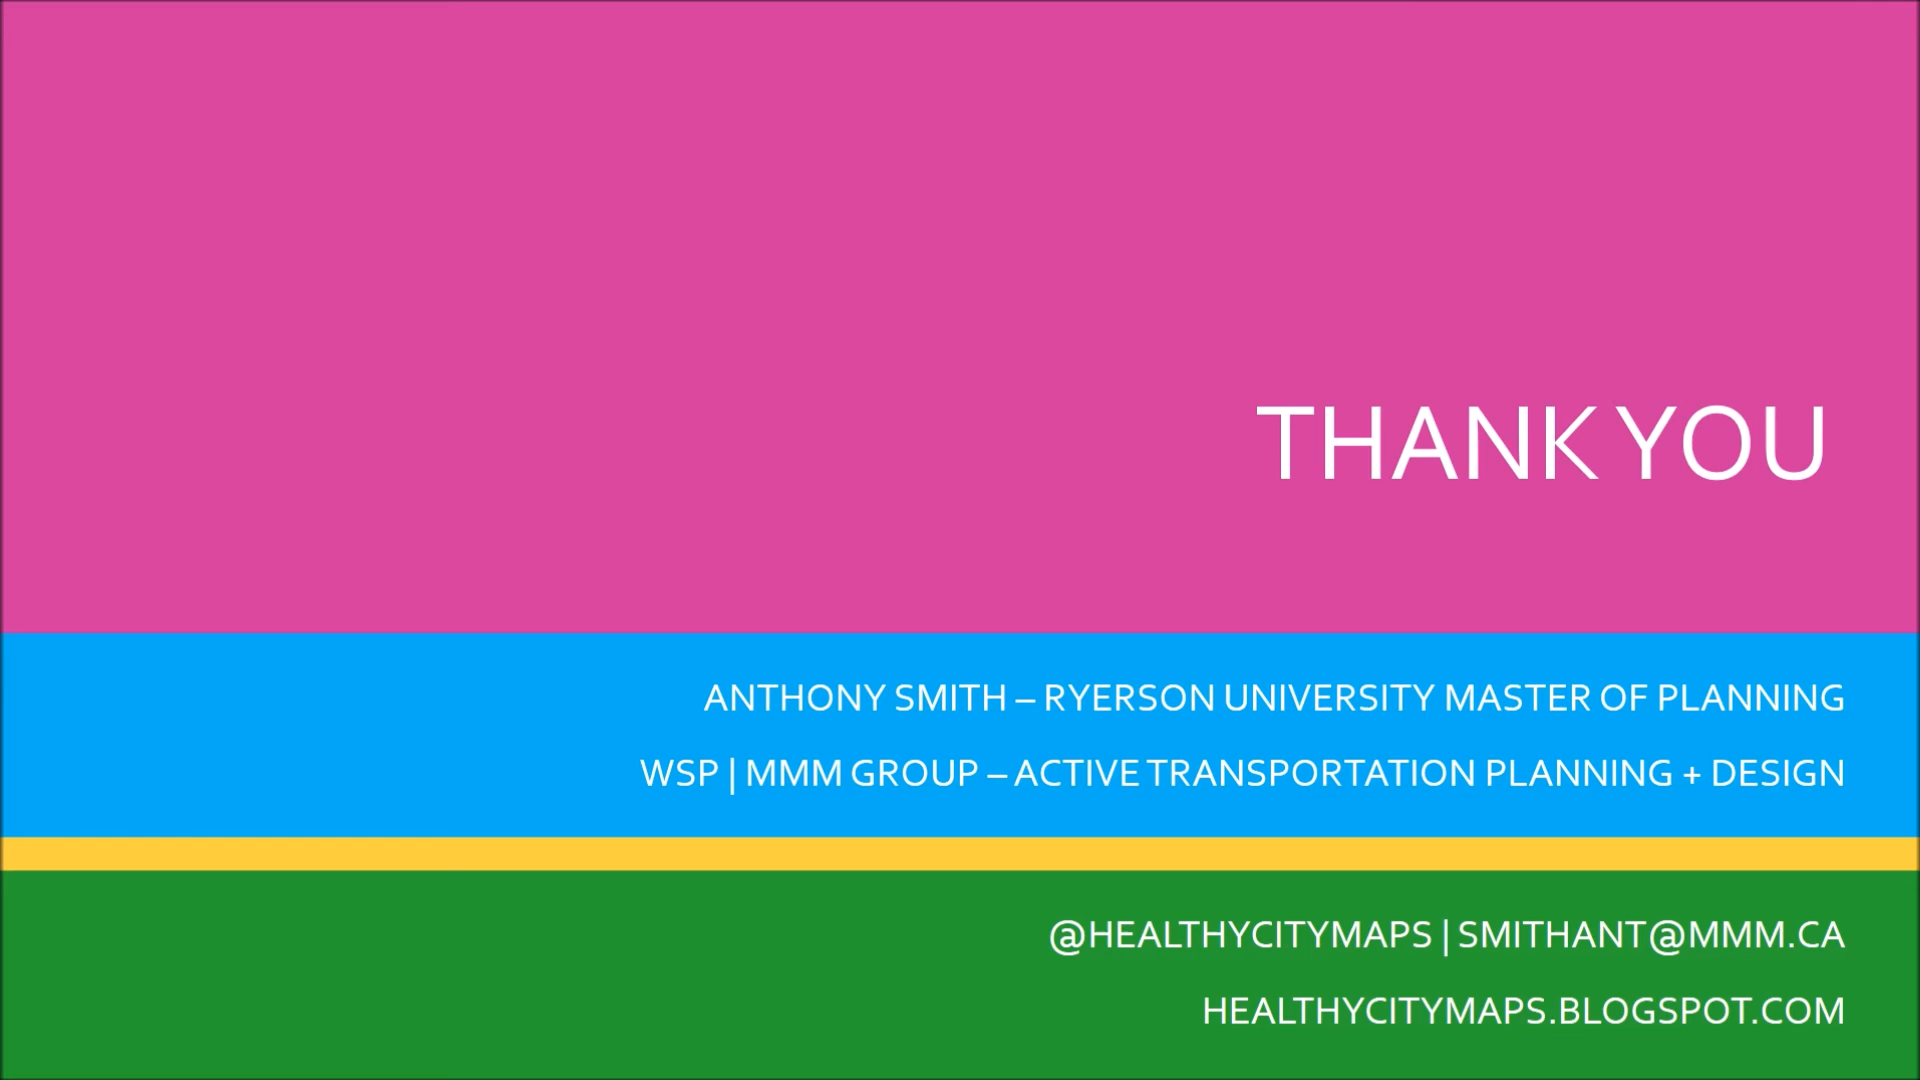 THANK YOU
ANTHONY SMITH – RYERSON UNIVERSITY MASTER OF PLANNING
WSP | MMM GROUP – ACTIVE TRANSPORTATION PLANNING + DESIGN
@HEALTHYCITYMAPS | SMITHANT@MMM.CA
HEALTHYCITYMAPS.BLOGSPOT.COM